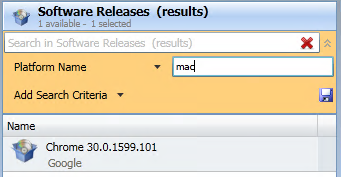 Software Releases (results)
1 available - 1 selected
Search in Software Releases (results)
Platform Name mac
Add Search Criteria
Name
Chrome 30.0.1599.101
Google